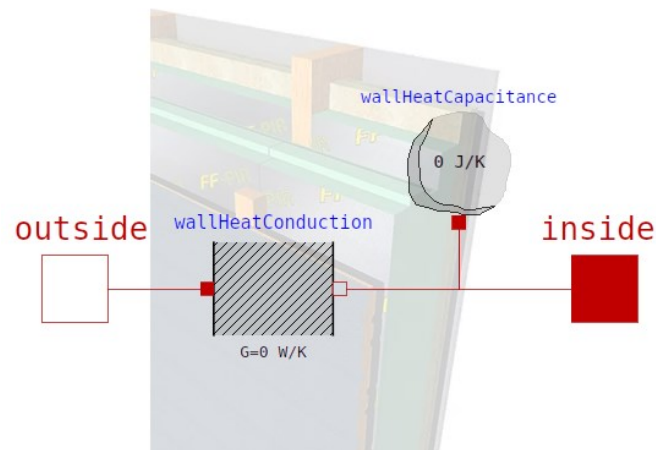 wallHeatCapacitance
0 J/K
wallHeatConduction
outside
inside
G=0 W/K